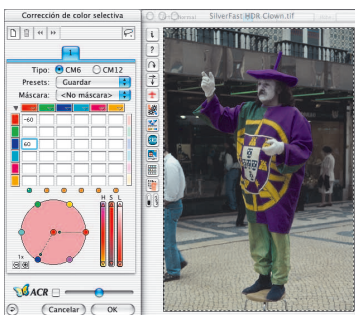 Corrección de color selectiva
1
Tipo: CM6 CM12
Presets: Guardar
Máscara: <No máscara>
-60
60
H S L
1x
ACR
Cancelar OK
SilverFast HDR Clown.tif